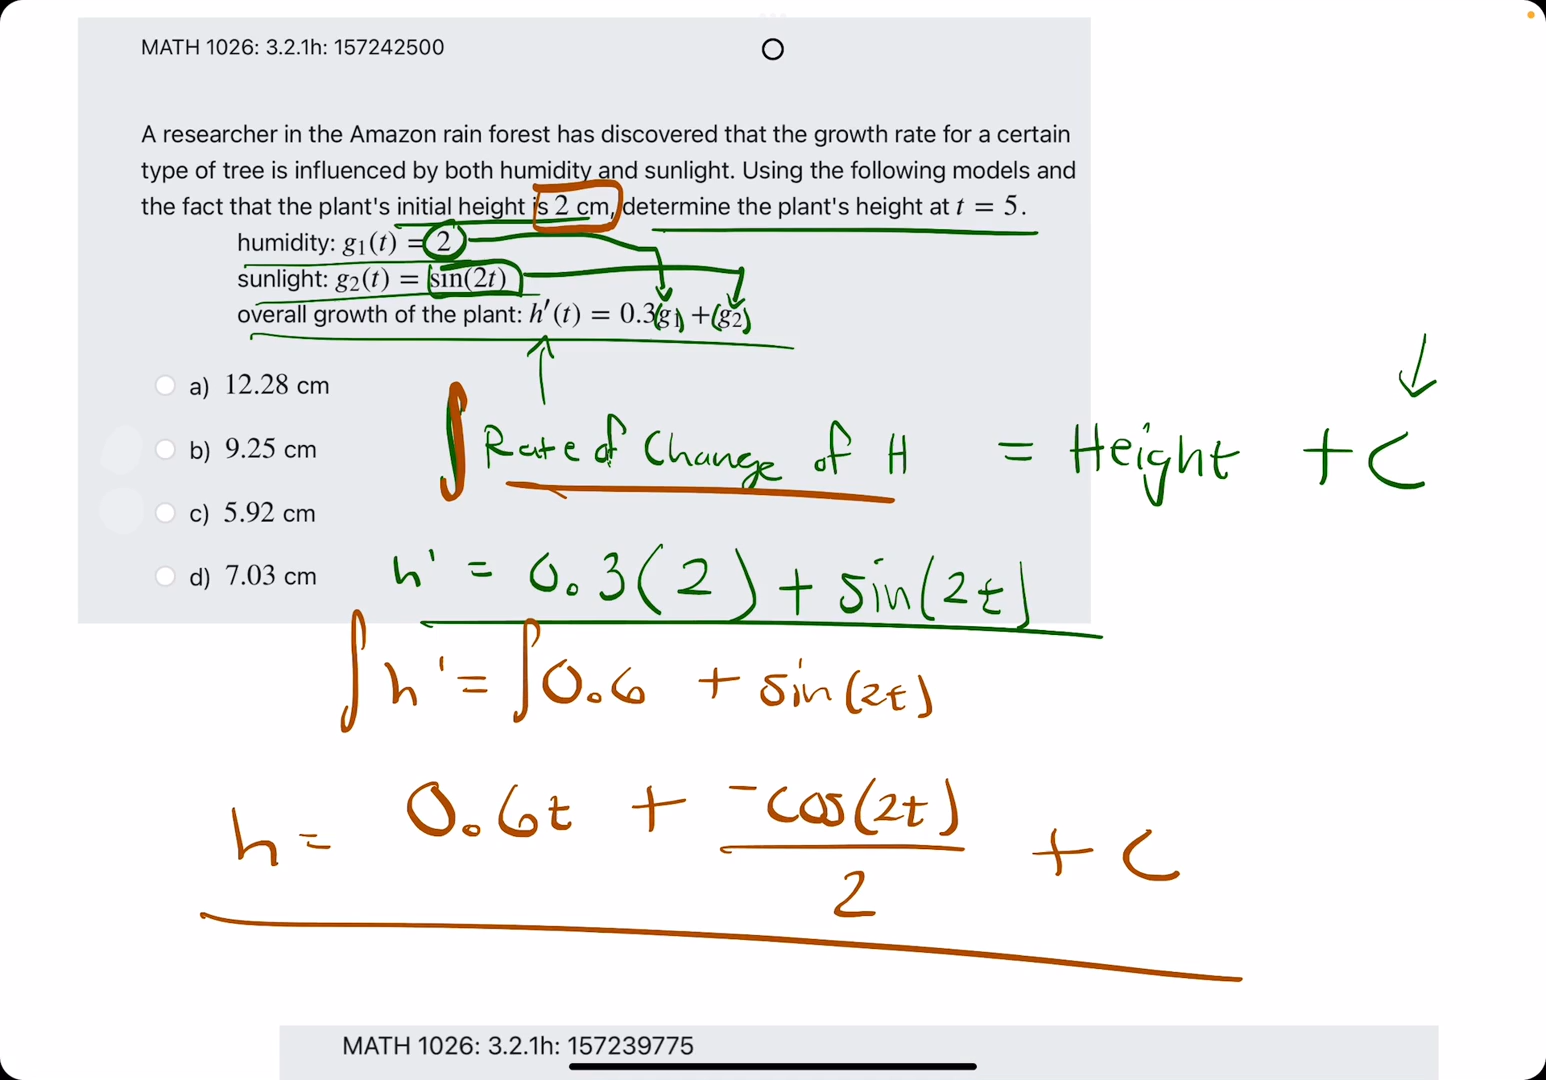 MATH 1026: 3.2.1h: 157242500
A researcher in the Amazon rain forest has discovered that the growth rate for a certain
type of tree is influenced by both humidity and sunlight. Using the following models and
the fact that the plant's initial height is 2 cm, determine the plant's height at t = 5.
humidity: g₁(t) = 2
sunlight: g₂(t) = sin(2t)
overall growth of the plant: h′(t) = 0.3(g₁) + (g₂)
a) 12.28 cm
b) 9.25 cm
c) 5.92 cm
d) 7.03 cm
∫ Rate of Change of H = Height + C
h' = 0.3(2) + sin(2t)
∫h' = ∫0.6 + sin(2t)
h = 0.6t + -cos(2t)/2 + C
MATH 1026: 3.2.1h: 157239775